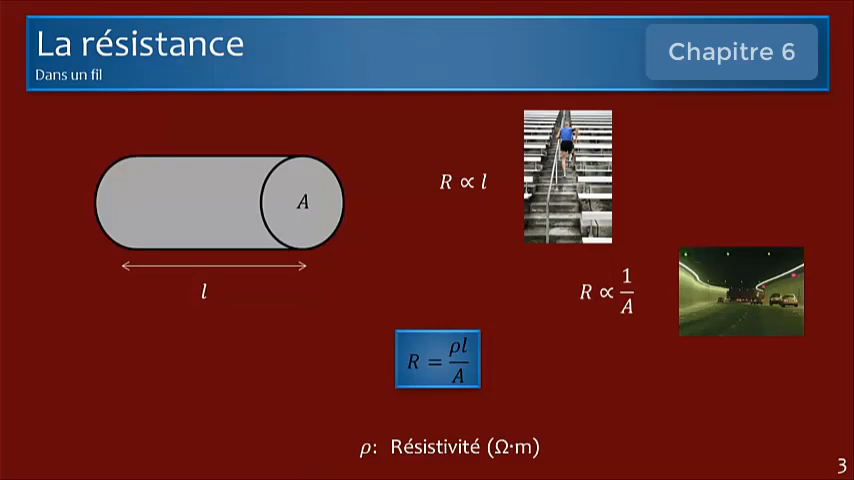 La résistance
Dans un fil
Chapitre 6
A
l
R ∝ l
R ∝ 1/A
R = ρl/A
ρ: Résistivité (Ω·m)
3